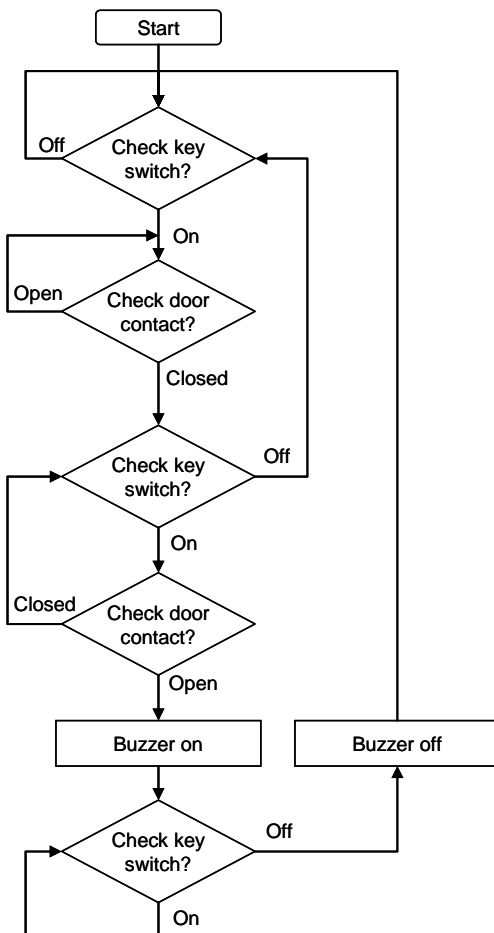 Start
Off
Check key
switch?
On
Open
Check door
contact?
Closed
Check key
switch?
Off
On
Closed
Check door
contact?
Open
Buzzer on
Buzzer off
Check key
switch?
Off
On